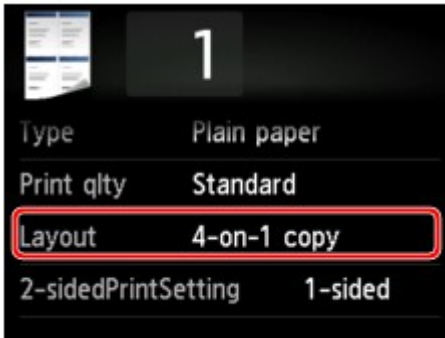 1
Type Plain paper
Print qlty Standard
Layout 4-on-1 copy
2-sidedPrintSetting 1-sided